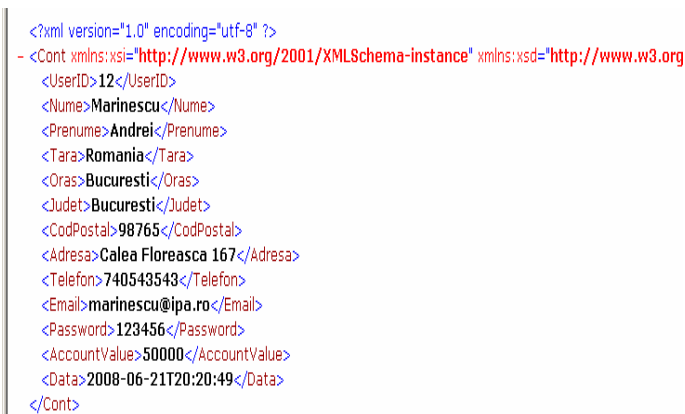 <?xml version="1.0" encoding="utf-8" ?>
- <Cont xmlns:xsi="http://www.w3.org/2001/XMLSchema-instance" xmlns:xsd="http://www.w3.org
<UserID>12</UserID>
<Nume>Marinescu</Nume>
<Prenume>Andrei</Prenume>
<Tara>Romania</Tara>
<Oras>Bucuresti</Oras>
<Judet>Bucuresti</Judet>
<CodPostal>98765</CodPostal>
<Adresa>Calea Floreasca 167</Adresa>
<Telefon>740543543</Telefon>
<Email>marinescu@ipa.ro</Email>
<Password>123456</Password>
<AccountValue>50000</AccountValue>
<Data>2008-06-21T20:20:49</Data>
</Cont>